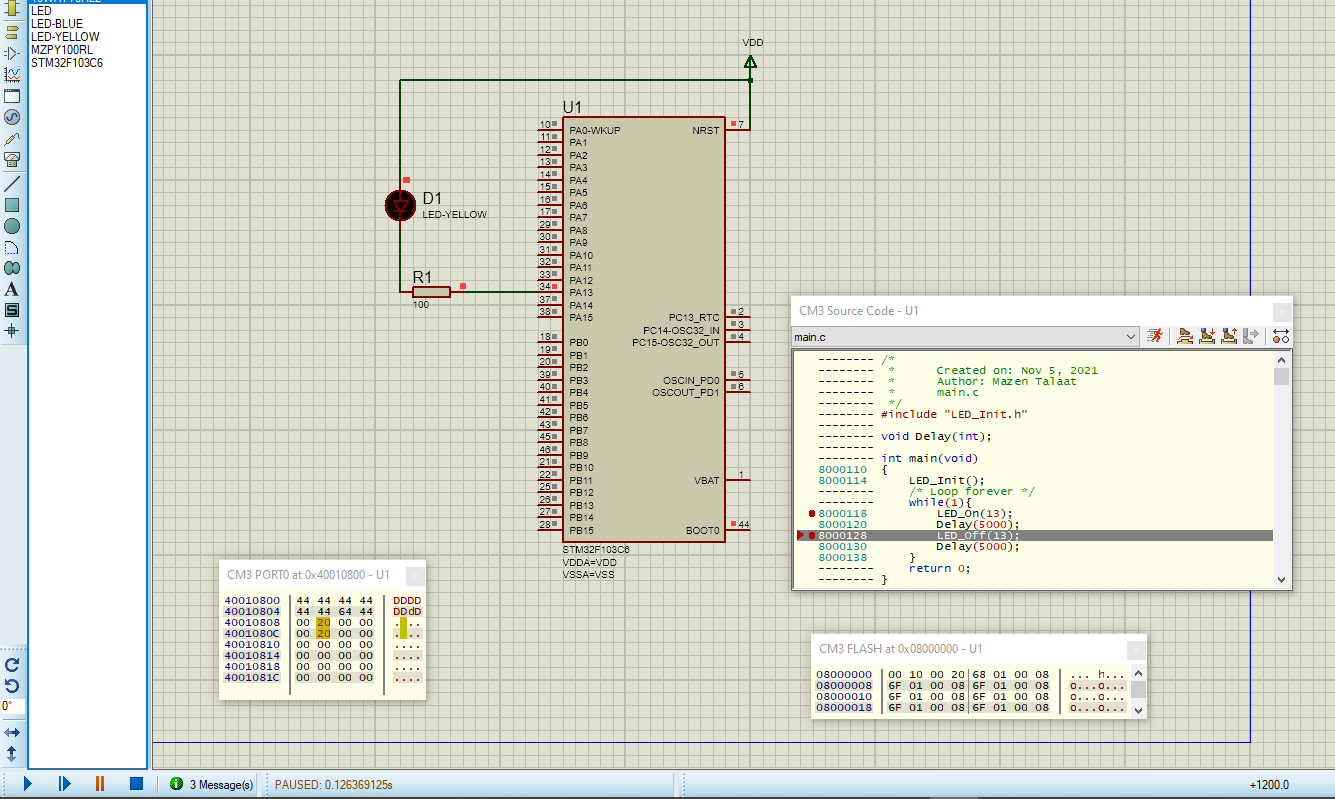 LED
LED-BLUE
LED-YELLOW
MZPY100RL
STM32F103C6
VDD
U1
10 PA0-WKUP
11 PA1
12 PA2
13 PA3
14 PA4
15 PA5
16 PA6
17 PA7
29 PA8
30 PA9
31 PA10
32 PA11
33 PA12
34 PA13
37 PA14
38 PA15
18 PB0
19 PB1
20 PB2
39 PB3
40 PB4
41 PB5
42 PB6
43 PB7
45 PB8
46 PB9
21 PB10
22 PB11
25 PB12
26 PB13
27 PB14
28 PB15
NRST 7
PC13_RTC 2
PC14-OSC32_IN 3
PC15-OSC32_OUT 4
OSCIN_PD0 5
OSCOUT_PD1 6
VBAT 1
BOOT0 44
STM32F103C6
VDDA=VDD
VSSA=VSS
D1
LED-YELLOW
R1
100
CM3 Source Code - U1
main.c
-------- /*
-------- * Created on: Nov 5, 2021
-------- * Author: Mazen Talaat
-------- * main.c
-------- */
-------- #include "LED_Init.h"
--------
-------- void Delay(int);
--------
-------- int main(void)
8000110 {
8000114 LED_Init();
-------- /* Loop forever */
-------- while(1){
8000118 LED_On(13);
8000120 Delay(5000);
8000128 LED_Off(13);
8000130 Delay(5000);
8000138 }
-------- return 0;
-------- }
CM3 PORT0 at 0x40010800 - U1
40010800 44 44 44 44 DDDD
40010804 44 44 64 44 DDdD
40010808 00 20 00 00 . ..
4001080C 00 20 00 00 . ..
40010810 00 00 00 00 ....
40010814 00 00 00 00 ....
40010818 00 00 00 00 ....
4001081C 00 00 00 00 ....
CM3 FLASH at 0x08000000 - U1
08000000 00 10 00 20 68 01 00 08 ... h...
08000008 6F 01 00 08 6F 01 00 08 o...o...
08000010 6F 01 00 08 6F 01 00 08 o...o...
08000018 6F 01 00 08 6F 01 00 08 o...o...
0°
3 Message(s)
PAUSED: 0.126369125s
+1200.0